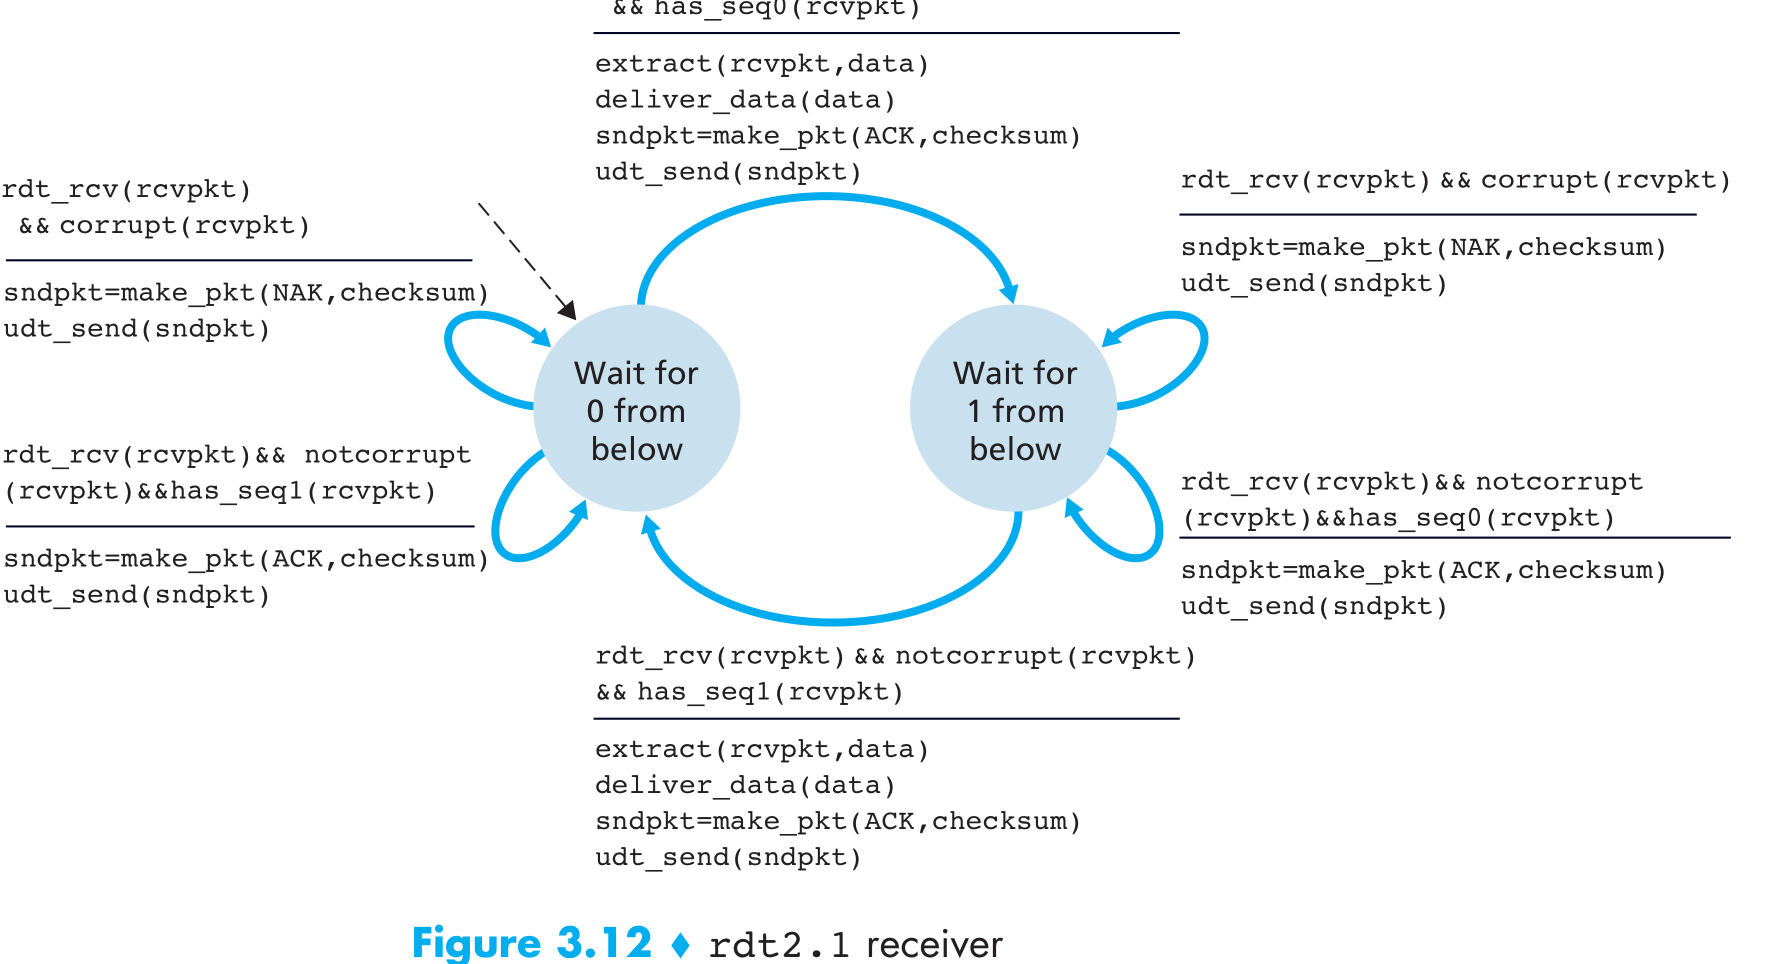 && has_seq0(rcvpkt)
extract(rcvpkt,data)
deliver_data(data)
sndpkt=make_pkt(ACK,checksum)
udt_send(sndpkt)
rdt_rcv(rcvpkt)
&& corrupt(rcvpkt)
sndpkt=make_pkt(NAK,checksum)
udt_send(sndpkt)
rdt_rcv(rcvpkt) && corrupt(rcvpkt)
sndpkt=make_pkt(NAK,checksum)
udt_send(sndpkt)
Wait for
0 from
below
Wait for
1 from
below
rdt_rcv(rcvpkt)&& notcorrupt
(rcvpkt)&&has_seq1(rcvpkt)
sndpkt=make_pkt(ACK,checksum)
udt_send(sndpkt)
rdt_rcv(rcvpkt)&& notcorrupt
(rcvpkt)&&has_seq0(rcvpkt)
sndpkt=make_pkt(ACK,checksum)
udt_send(sndpkt)
rdt_rcv(rcvpkt) && notcorrupt(rcvpkt)
&& has_seq1(rcvpkt)
extract(rcvpkt,data)
deliver_data(data)
sndpkt=make_pkt(ACK,checksum)
udt_send(sndpkt)
Figure 3.12 ♦ rdt2.1 receiver